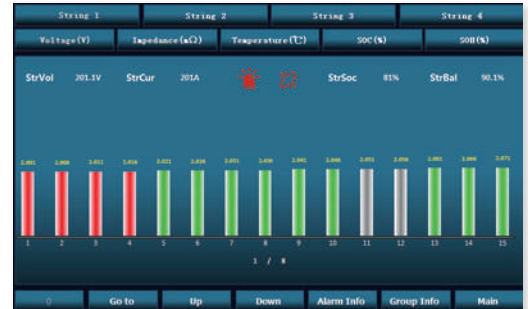 String 1 String 2 String 3 String 4
Voltage(V) Impedance(mΩ) Temperature(℃) SOC(%) SOH(%)
StrVol 201.1V StrCur 201A StrSoc 81% StrBal 90.1%
1 2 3 4 5 6 7 8 9 10 11 12 13 14 15
1 / 8
0 Go to Up Down Alarm Info Group Info Main